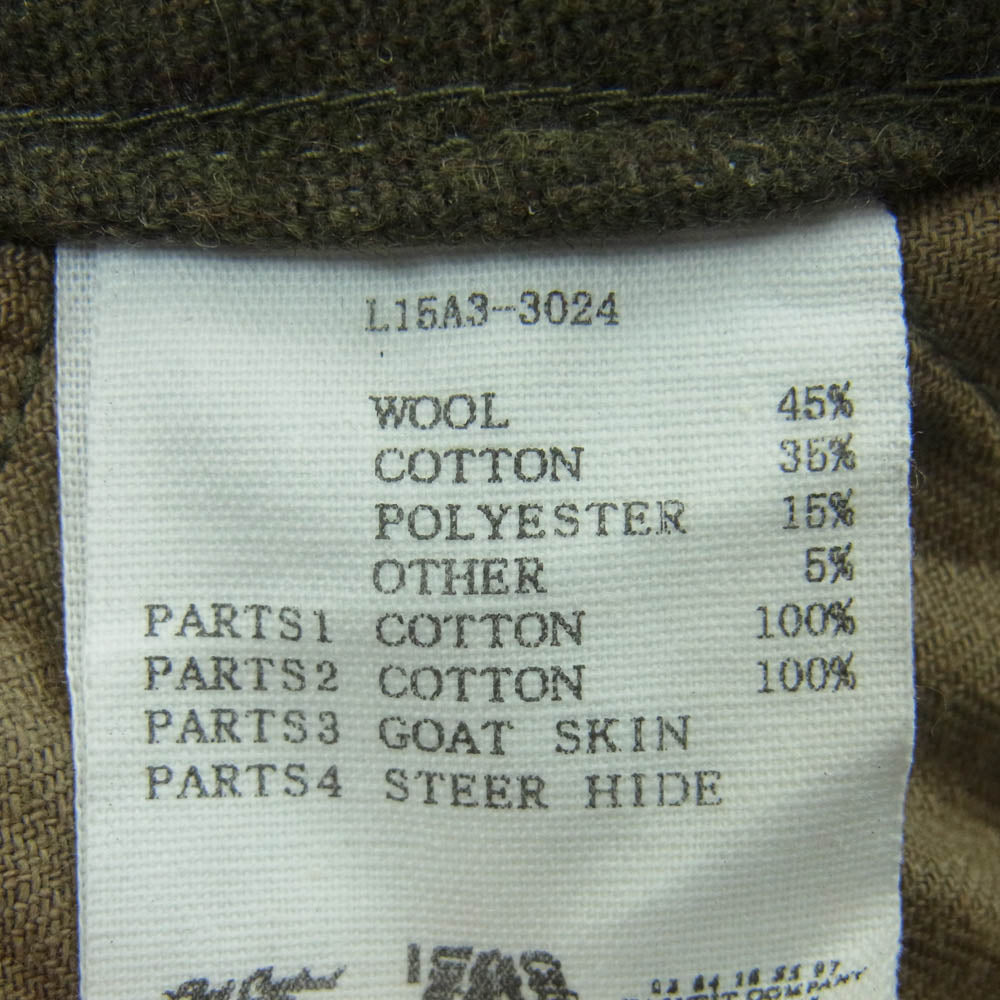 L15A3-3024
WOOL 45%
COTTON 35%
POLYESTER 15%
OTHER 5%
PARTS1 COTTON 100%
PARTS2 COTTON 100%
PARTS3 GOAT SKIN
PARTS4 STEER HIDE